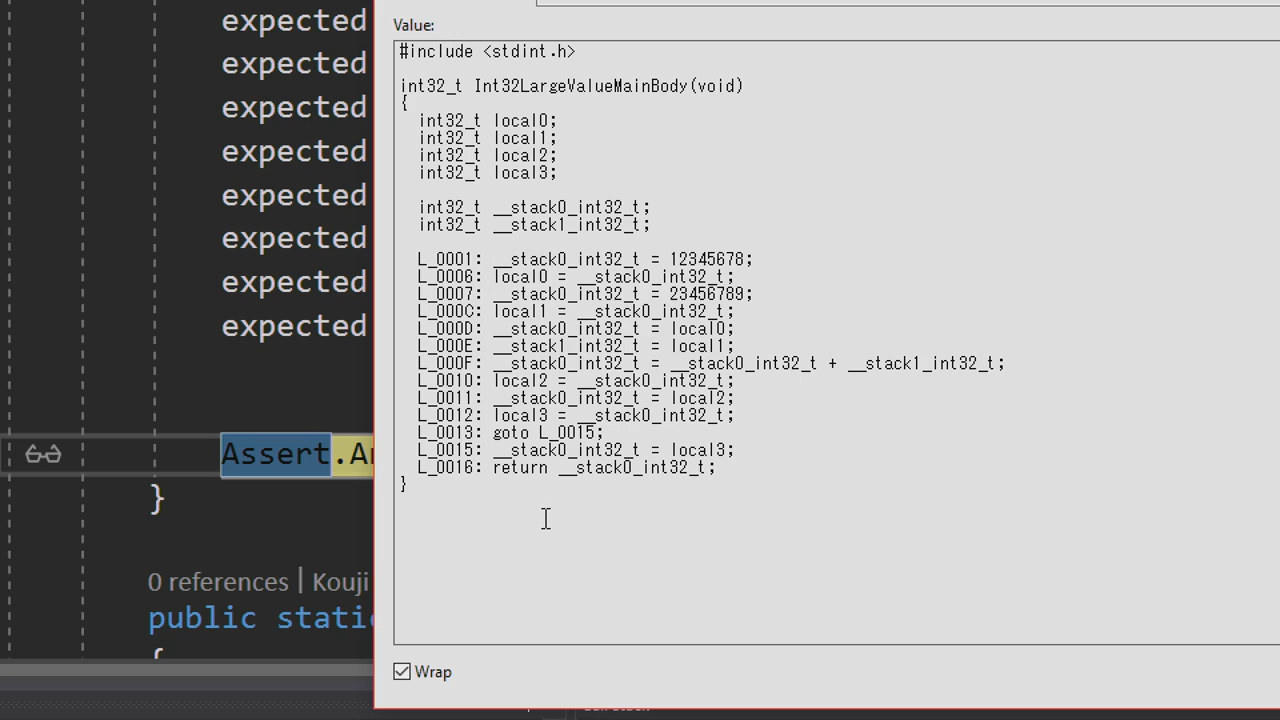 expected
expected
expected
expected
expected
expected
expected
expected
Assert.A
}
0 references | Kouji
public static
{
Value:
#include <stdint.h>
int32_t Int32LargeValueMainBody(void)
{
int32_t local0;
int32_t local1;
int32_t local2;
int32_t local3;
int32_t __stack0_int32_t;
int32_t __stack1_int32_t;
L_0001: __stack0_int32_t = 12345678;
L_0006: local0 = __stack0_int32_t;
L_0007: __stack0_int32_t = 23456789;
L_000C: local1 = __stack0_int32_t;
L_000D: __stack0_int32_t = local0;
L_000E: __stack1_int32_t = local1;
L_000F: __stack0_int32_t = __stack0_int32_t + __stack1_int32_t;
L_0010: local2 = __stack0_int32_t;
L_0011: __stack0_int32_t = local2;
L_0012: local3 = __stack0_int32_t;
L_0013: goto L_0015;
L_0015: __stack0_int32_t = local3;
L_0016: return __stack0_int32_t;
}
Wrap